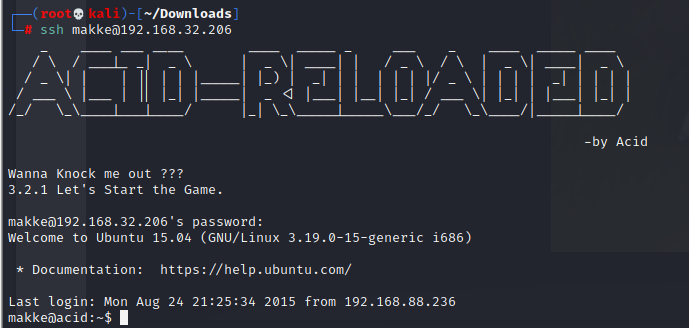 (root💀kali)-[~/Downloads]
# ssh makke@192.168.32.206
ACID-RELOADED
-by Acid
Wanna Knock me out ???
3.2.1 Let's Start the Game.
makke@192.168.32.206's password:
Welcome to Ubuntu 15.04 (GNU/Linux 3.19.0-15-generic i686)
* Documentation:  https://help.ubuntu.com/
Last login: Mon Aug 24 21:25:34 2015 from 192.168.88.236
makke@acid:~$